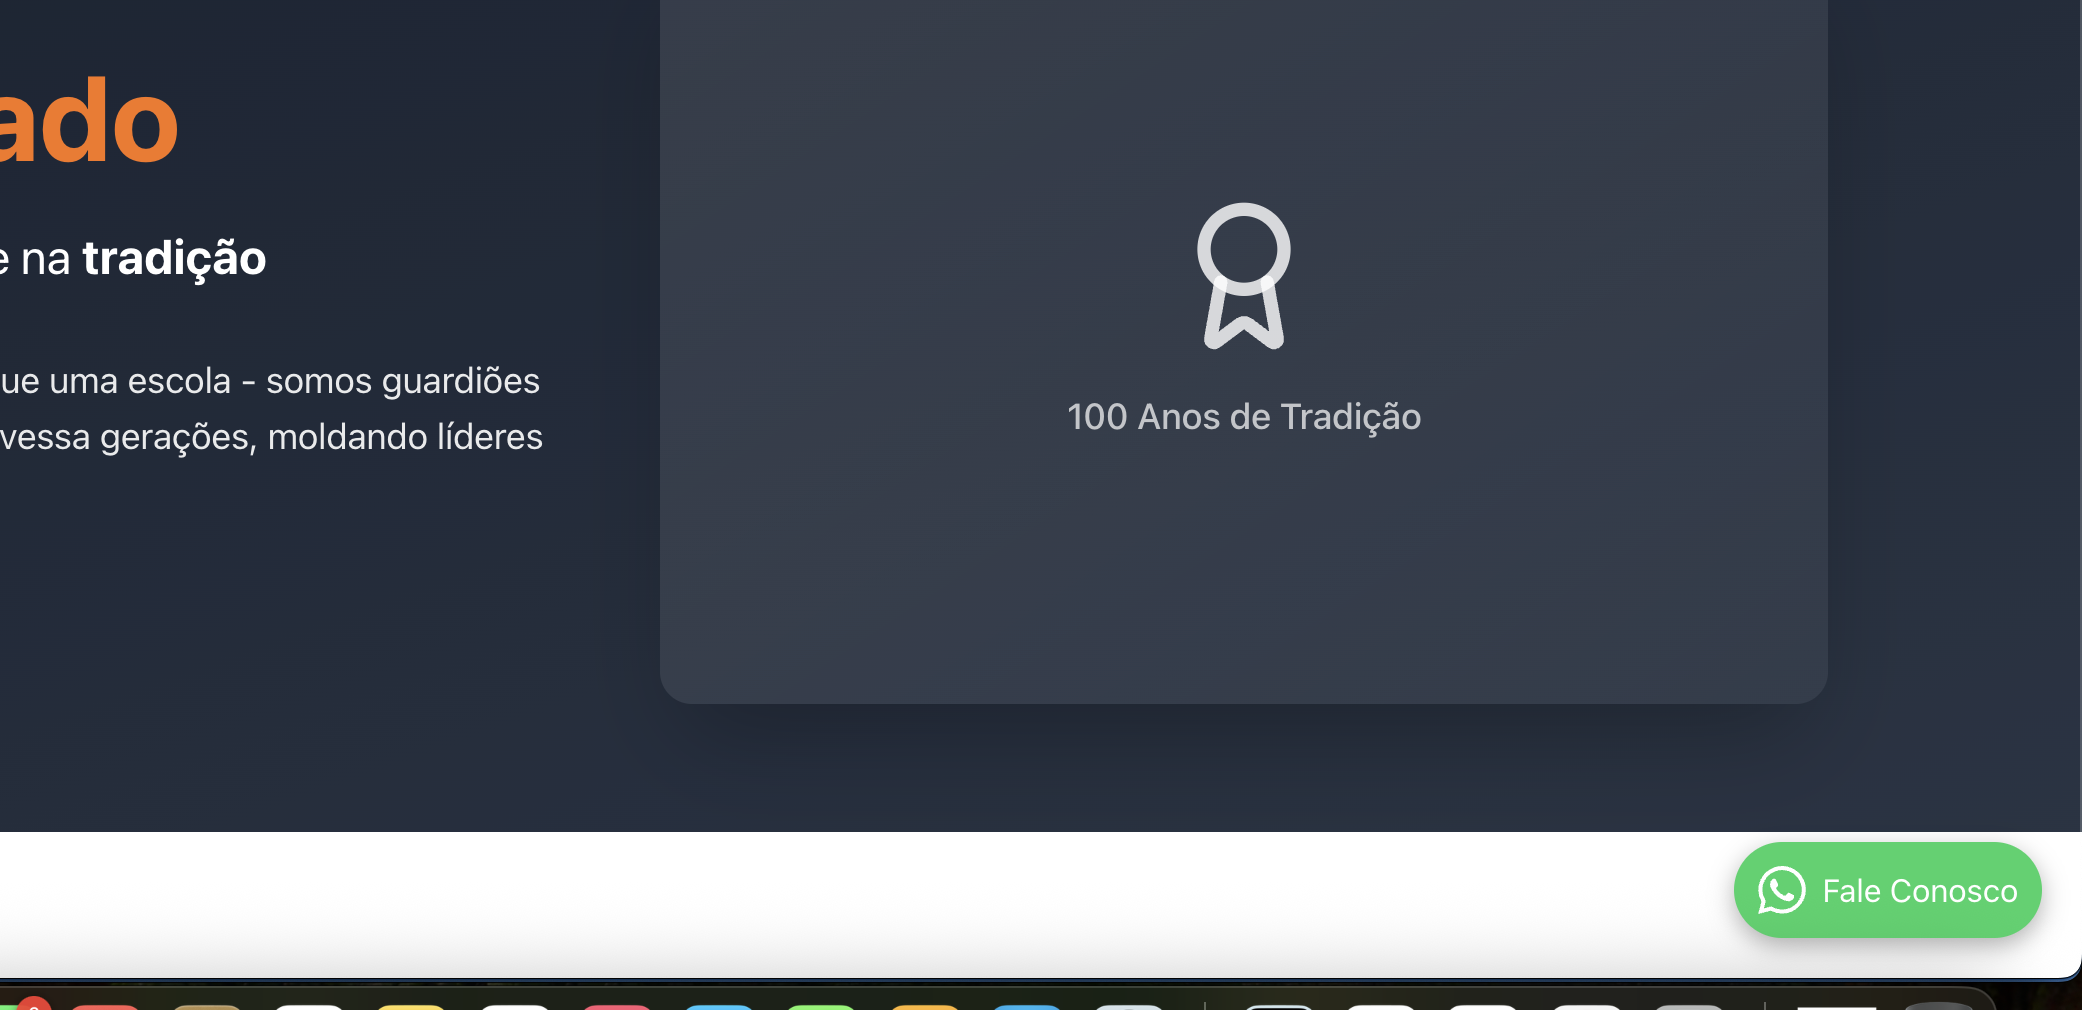 ado
e na tradição
ue uma escola - somos guardiões
vessa gerações, moldando líderes
100 Anos de Tradição
Fale Conosco